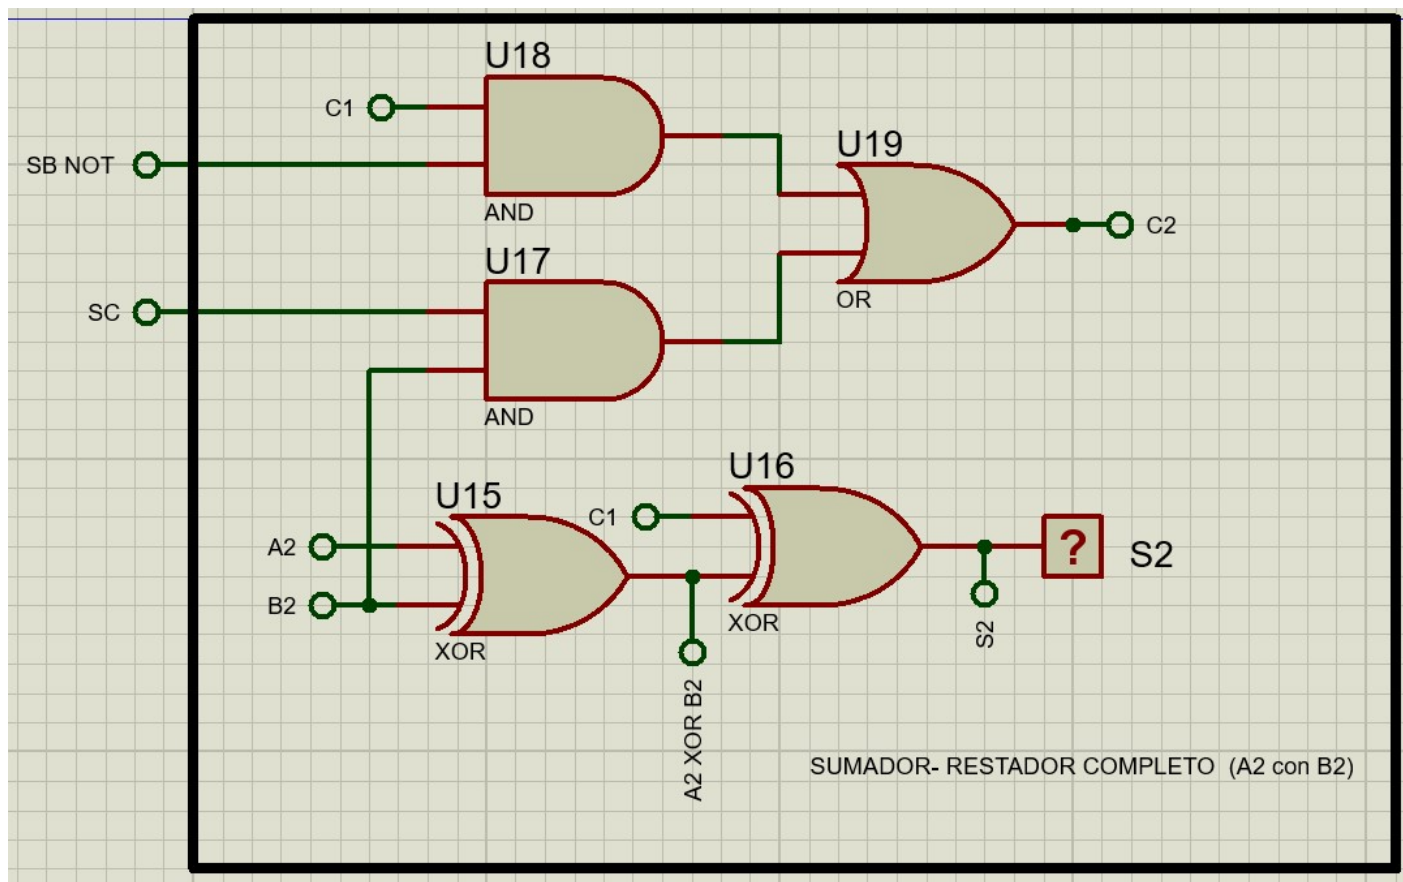 U18
C1
SB NOT
AND
U19
C2
OR
U17
SC
AND
U16
U15
C1
A2
B2
?
S2
XOR
XOR
S2
A2 XOR B2
SUMADOR- RESTADOR COMPLETO (A2 con B2)